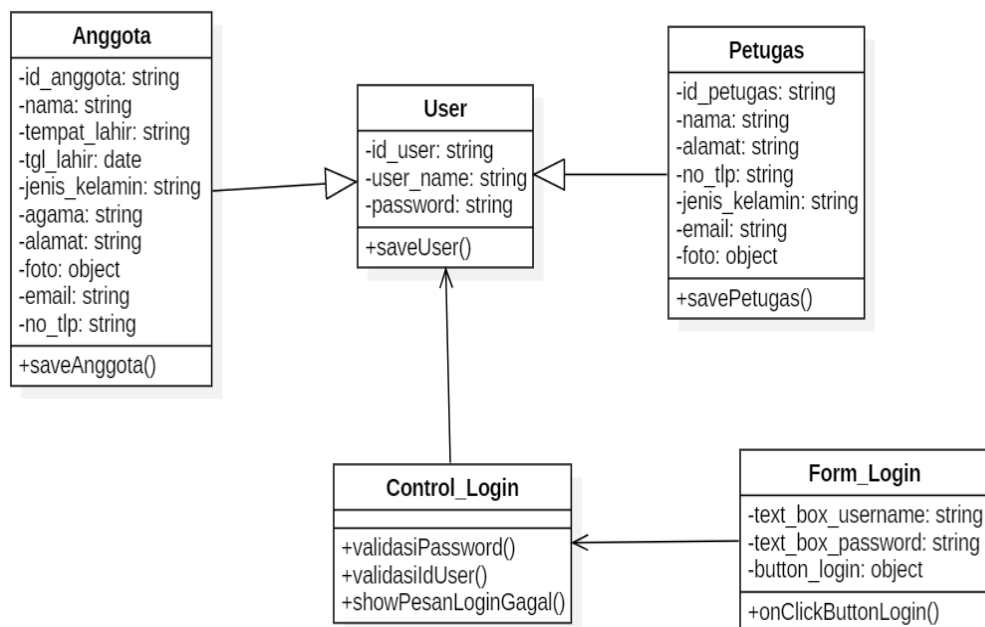 Anggota
-id_anggota: string
-nama: string
-tempat_lahir: string
-tgl_lahir: date
-jenis_kelamin: string
-agama: string
-alamat: string
-foto: object
-email: string
-no_tlp: string
+saveAnggota()
User
-id_user: string
-user_name: string
-password: string
+saveUser()
Petugas
-id_petugas: string
-nama: string
-alamat: string
-no_tlp: string
-jenis_kelamin: string
-email: string
-foto: object
+savePetugas()
Control_Login
+validasiPassword()
+validasiIdUser()
+showPesanLoginGagal()
Form_Login
-text_box_username: string
-text_box_password: string
-button_login: object
+onClickButtonLogin()